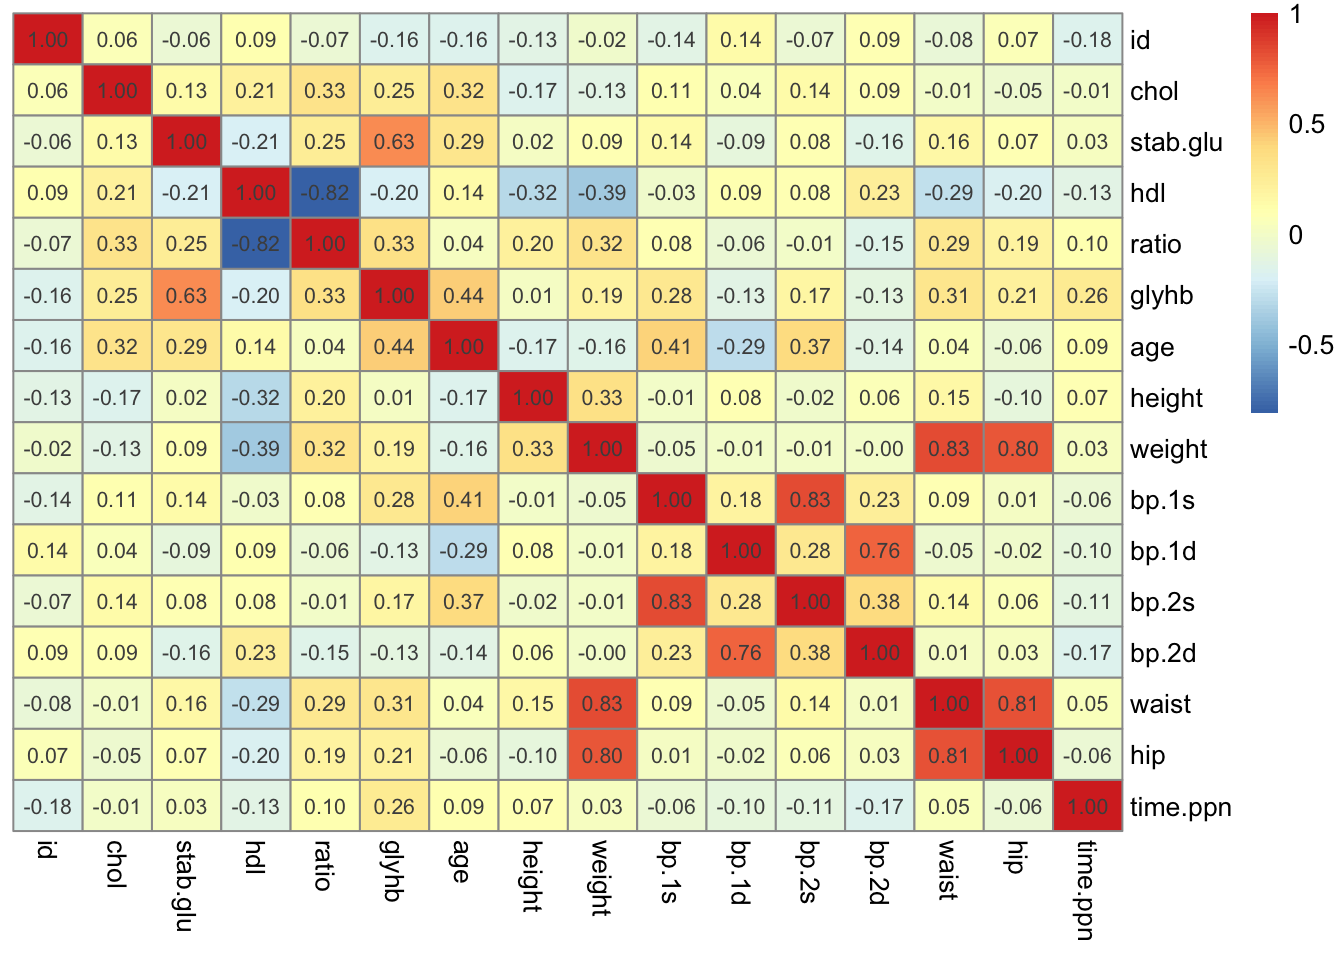 1.00 0.06 -0.06 0.09 -0.07 -0.16 -0.16 -0.13 -0.02 -0.14 0.14 -0.07 0.09 -0.08 0.07 -0.18 id
0.06 1.00 0.13 0.21 0.33 0.25 0.32 -0.17 -0.13 0.11 0.04 0.14 0.09 -0.01 -0.05 -0.01 chol
-0.06 0.13 1.00 -0.21 0.25 0.63 0.29 0.02 0.09 0.14 -0.09 0.08 -0.16 0.16 0.07 0.03 stab.glu
0.09 0.21 -0.21 1.00 -0.82 -0.20 0.14 -0.32 -0.39 -0.03 0.09 0.08 0.23 -0.29 -0.20 -0.13 hdl
-0.07 0.33 0.25 -0.82 1.00 0.33 0.04 0.20 0.32 0.08 -0.06 -0.01 -0.15 0.29 0.19 0.10 ratio
-0.16 0.25 0.63 -0.20 0.33 1.00 0.44 0.01 0.19 0.28 -0.13 0.17 -0.13 0.31 0.21 0.26 glyhb
-0.16 0.32 0.29 0.14 0.04 0.44 1.00 -0.17 -0.16 0.41 -0.29 0.37 -0.14 0.04 -0.06 0.09 age
-0.13 -0.17 0.02 -0.32 0.20 0.01 -0.17 1.00 0.33 -0.01 0.08 -0.02 0.06 0.15 -0.10 0.07 height
-0.02 -0.13 0.09 -0.39 0.32 0.19 -0.16 0.33 1.00 -0.05 -0.01 -0.01 -0.00 0.83 0.80 0.03 weight
-0.14 0.11 0.14 -0.03 0.08 0.28 0.41 -0.01 -0.05 1.00 0.18 0.83 0.23 0.09 0.01 -0.06 bp.1s
0.14 0.04 -0.09 0.09 -0.06 -0.13 -0.29 0.08 -0.01 0.18 1.00 0.28 0.76 -0.05 -0.02 -0.10 bp.1d
-0.07 0.14 0.08 0.08 -0.01 0.17 0.37 -0.02 -0.01 0.83 0.28 1.00 0.38 0.14 0.06 -0.11 bp.2s
0.09 0.09 -0.16 0.23 -0.15 -0.13 -0.14 0.06 -0.00 0.23 0.76 0.38 1.00 0.01 0.03 -0.17 bp.2d
-0.08 -0.01 0.16 -0.29 0.29 0.31 0.04 0.15 0.83 0.09 -0.05 0.14 0.01 1.00 0.81 0.05 waist
0.07 -0.05 0.07 -0.20 0.19 0.21 -0.06 -0.10 0.80 0.01 -0.02 0.06 0.03 0.81 1.00 -0.06 hip
-0.18 -0.01 0.03 -0.13 0.10 0.26 0.09 0.07 0.03 -0.06 -0.10 -0.11 -0.17 0.05 -0.06 1.00 time.ppn
id chol stab.glu hdl ratio glyhb age height weight bp.1s bp.1d bp.2s bp.2d waist hip time.ppn
1
0.5
0
-0.5